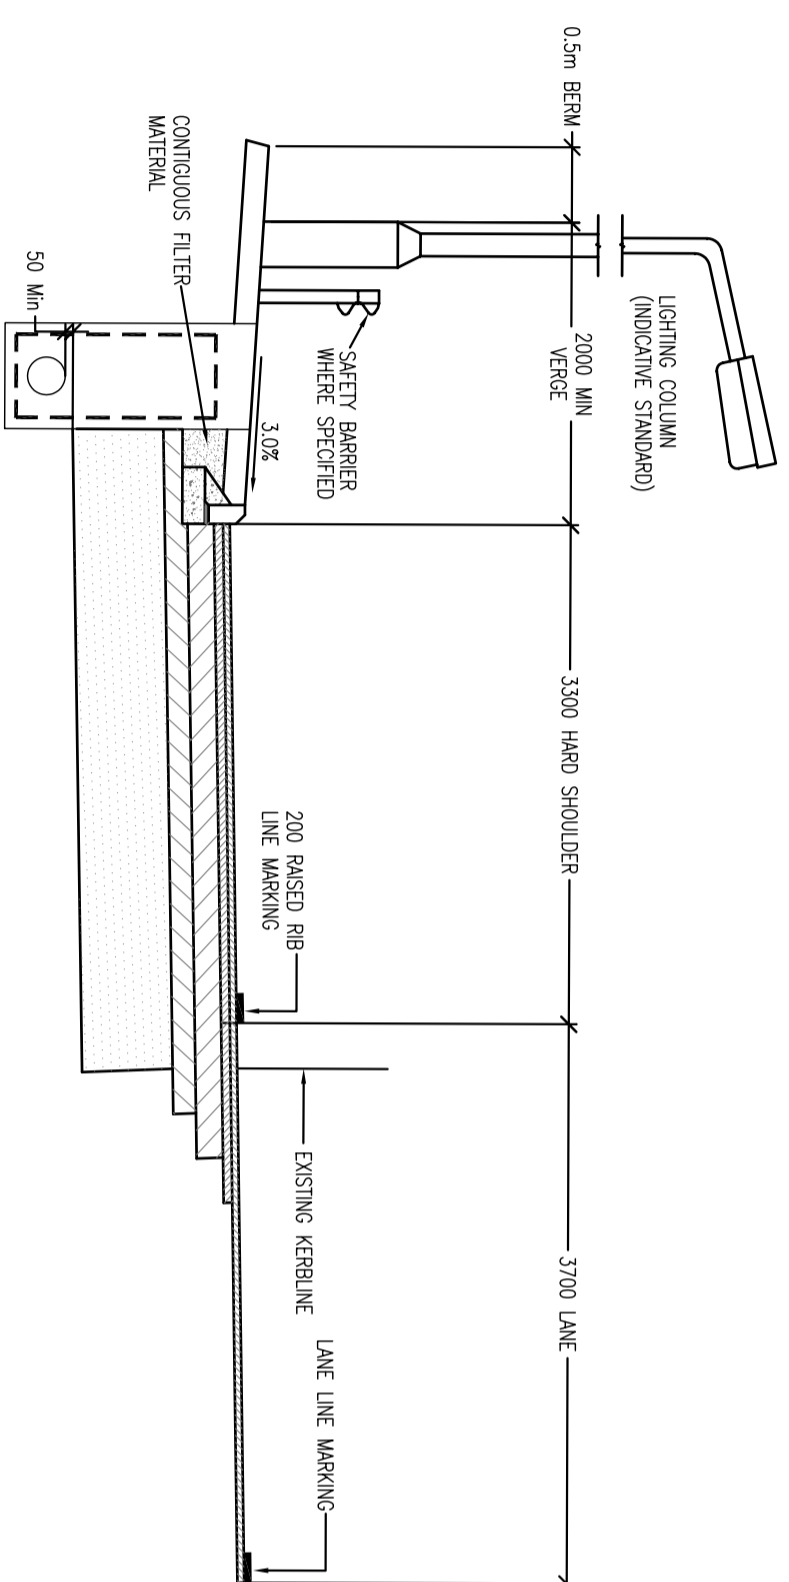 LIGHTING COLUMN
(INDICATIVE STANDARD)
0.5m BERM
2000 MIN
VERGE
3300 HARD SHOULDER
3700 LANE
SAFETY BARRIER
WHERE SPECIFIED
3.0%
200 RAISED RIB
LINE MARKING
EXISTING KERBLINE
LANE LINE MARKING
CONTIGUOUS FILTER
MATERIAL
50 Min